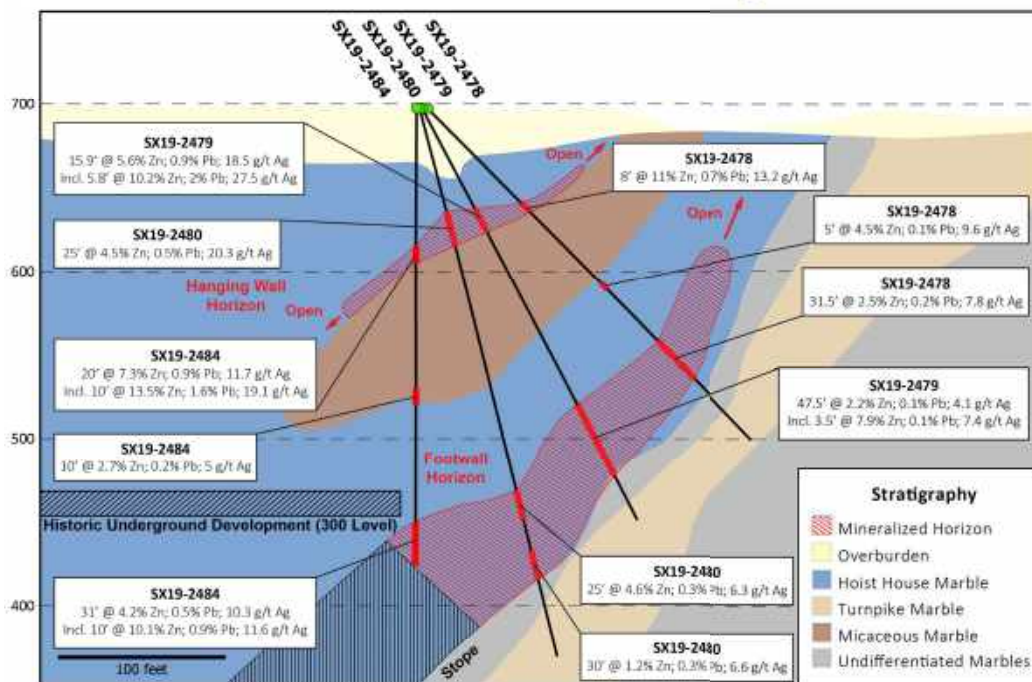 SX19-2484
SX19-2480
SX19-2479
SX19-2478
700
600
500
400
SX19-2479
15.9' @ 5.6% Zn; 0.9% Pb; 18.5 g/t Ag
Incl. 5.8' @ 10.2% Zn; 2% Pb; 27.5 g/t Ag
Open
SX19-2478
8' @ 11% Zn; 0.7% Pb; 13.2 g/t Ag
SX19-2478
5' @ 4.5% Zn; 0.1% Pb; 9.6 g/t Ag
Open
SX19-2480
25' @ 4.5% Zn; 0.5% Pb; 20.3 g/t Ag
Hanging Wall
Horizon
Open
SX19-2478
31.5' @ 2.5% Zn; 0.2% Pb; 7.8 g/t Ag
SX19-2484
20' @ 7.3% Zn; 0.9% Pb; 11.7 g/t Ag
Incl. 10' @ 13.5% Zn; 1.6% Pb; 19.1 g/t Ag
SX19-2479
47.5' @ 2.2% Zn; 0.1% Pb; 4.1 g/t Ag
Incl. 3.5' @ 7.9% Zn; 0.1% Pb; 7.4 g/t Ag
SX19-2484
10' @ 2.7% Zn; 0.2% Pb; 5 g/t Ag
Footwall
Horizon
Historic Underground Development (300 Level)
SX19-2484
31' @ 4.2% Zn; 0.5% Pb; 10.3 g/t Ag
Incl. 10' @ 10.1% Zn; 0.9% Pb; 11.6 g/t Ag
SX19-2480
25' @ 4.6% Zn; 0.3% Pb; 6.3 g/t Ag
SX19-2480
30' @ 1.2% Zn; 0.3% Pb; 6.6 g/t Ag
Stope
100 feet
Stratigraphy
Mineralized Horizon
Overburden
Hoist House Marble
Turnpike Marble
Micaceous Marble
Undifferentiated Marbles